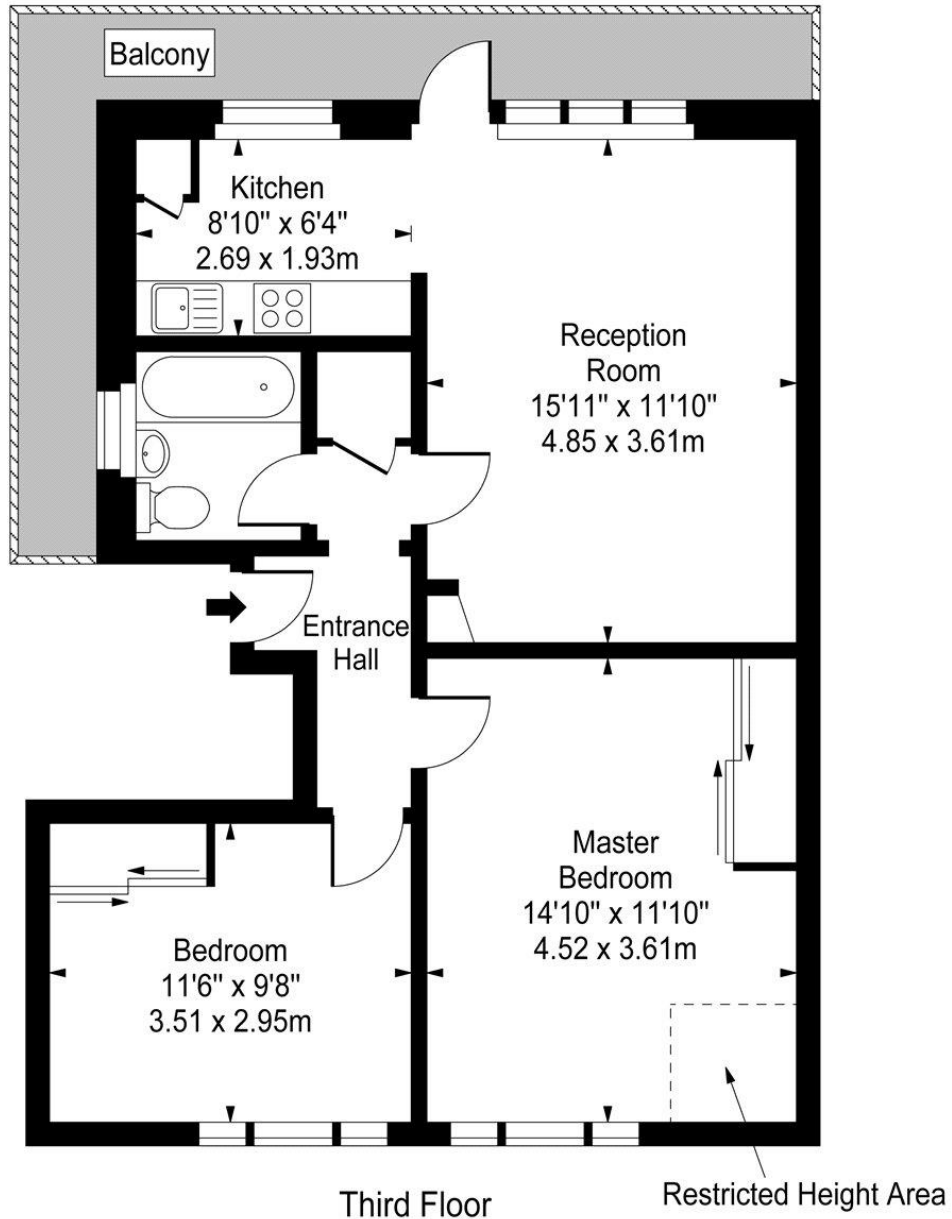 Balcony
Kitchen
8'10" x 6'4"
2.69 x 1.93m
Reception
Room
15'11" x 11'10"
4.85 x 3.61m
Entrance
Hall
Master
Bedroom
14'10" x 11'10"
4.52 x 3.61m
Bedroom
11'6" x 9'8"
3.51 x 2.95m
Third Floor
Restricted Height Area